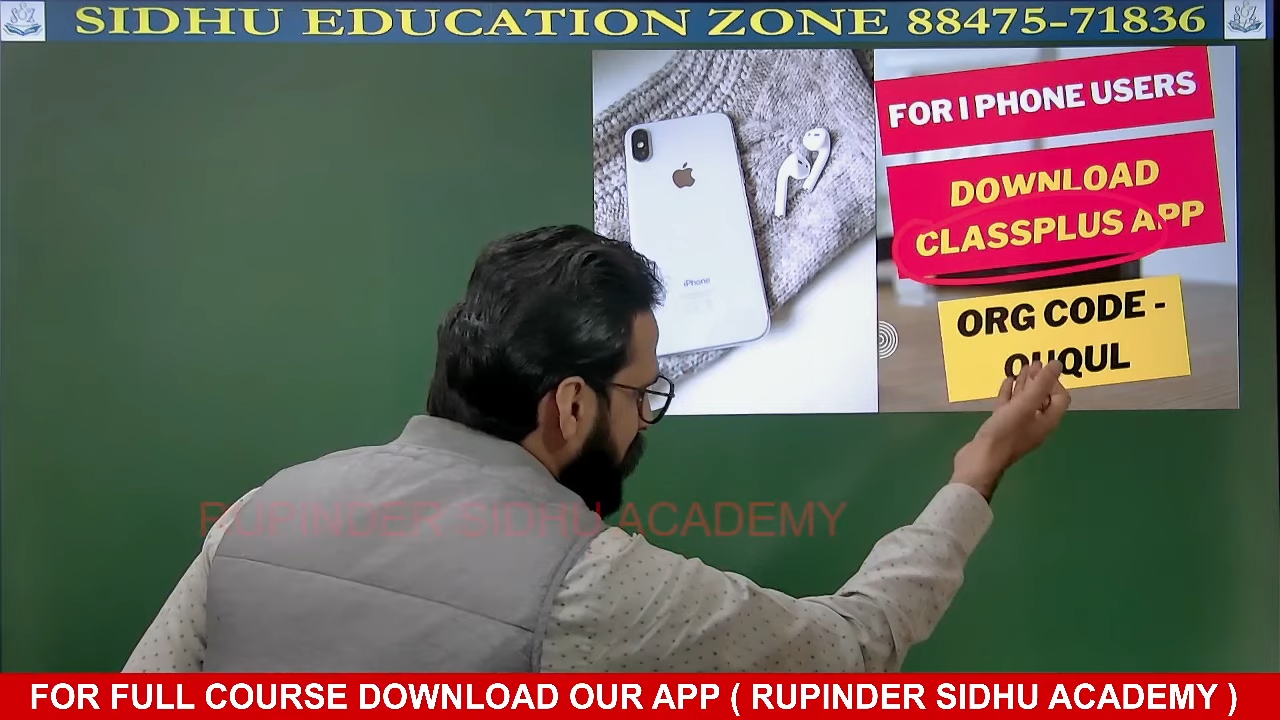 SIDHU EDUCATION ZONE 88475-71836
FOR I PHONE USERS
DOWNLOAD
CLASSPLUS APP
ORG CODE -
iPhone
RUPINDER SIDHU ACADEMY
FOR FULL COURSE DOWNLOAD OUR APP ( RUPINDER SIDHU ACADEMY )